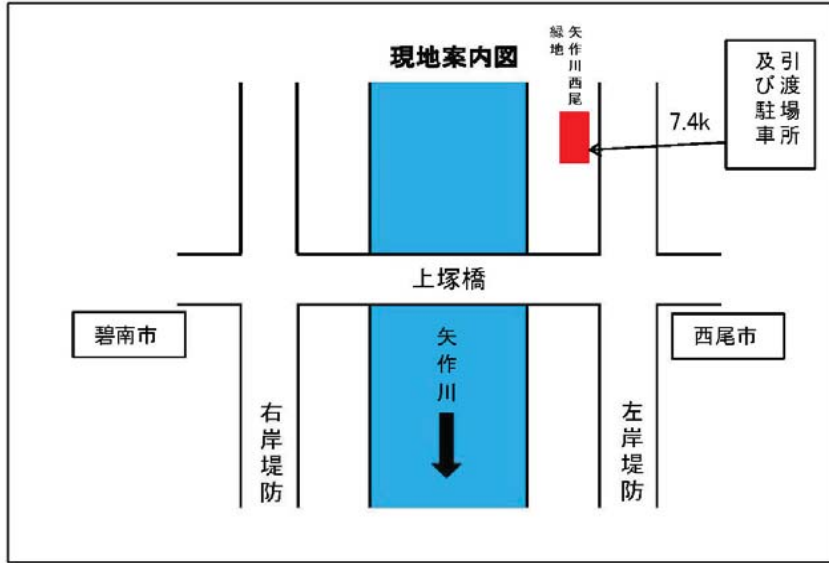 現地案内図
矢作川西尾
緑地
引渡場所
及び駐車
7.4k
上塚橋
碧南市
西尾市
矢作川
右岸堤防
左岸堤防